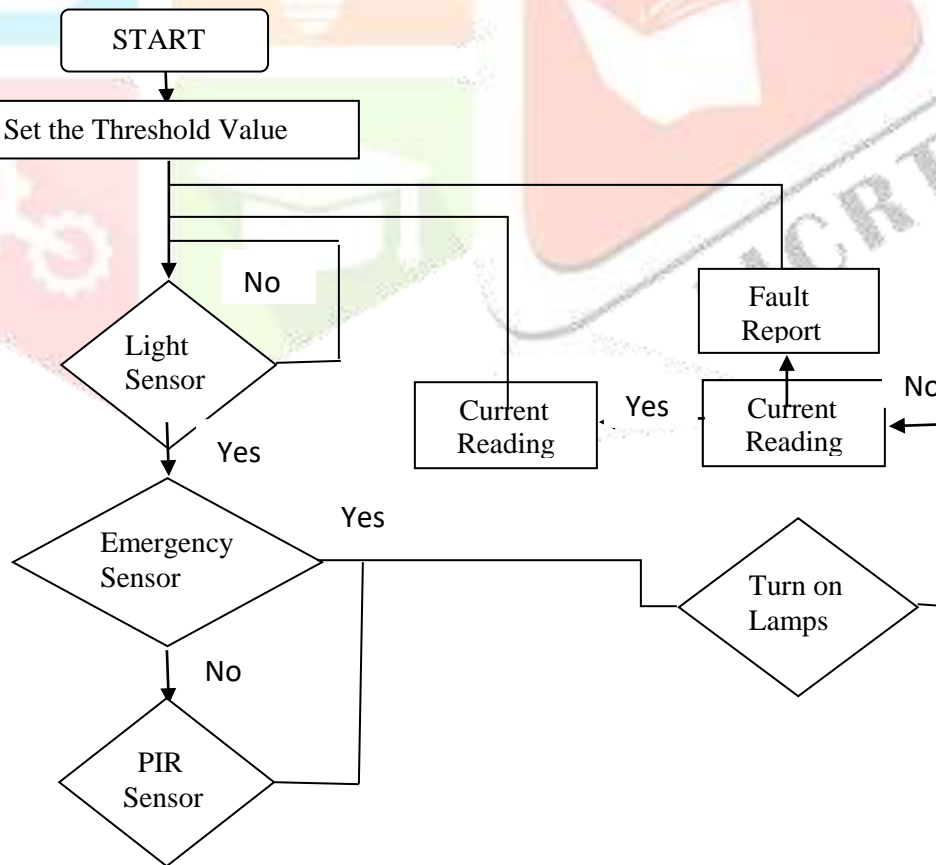 START
Set the Threshold Value
No
Light
Sensor
Yes
Emergency
Sensor
Yes
No
PIR
Sensor
Current
Reading
Yes
Fault
Report
Current
Reading
No
Turn on
Lamps